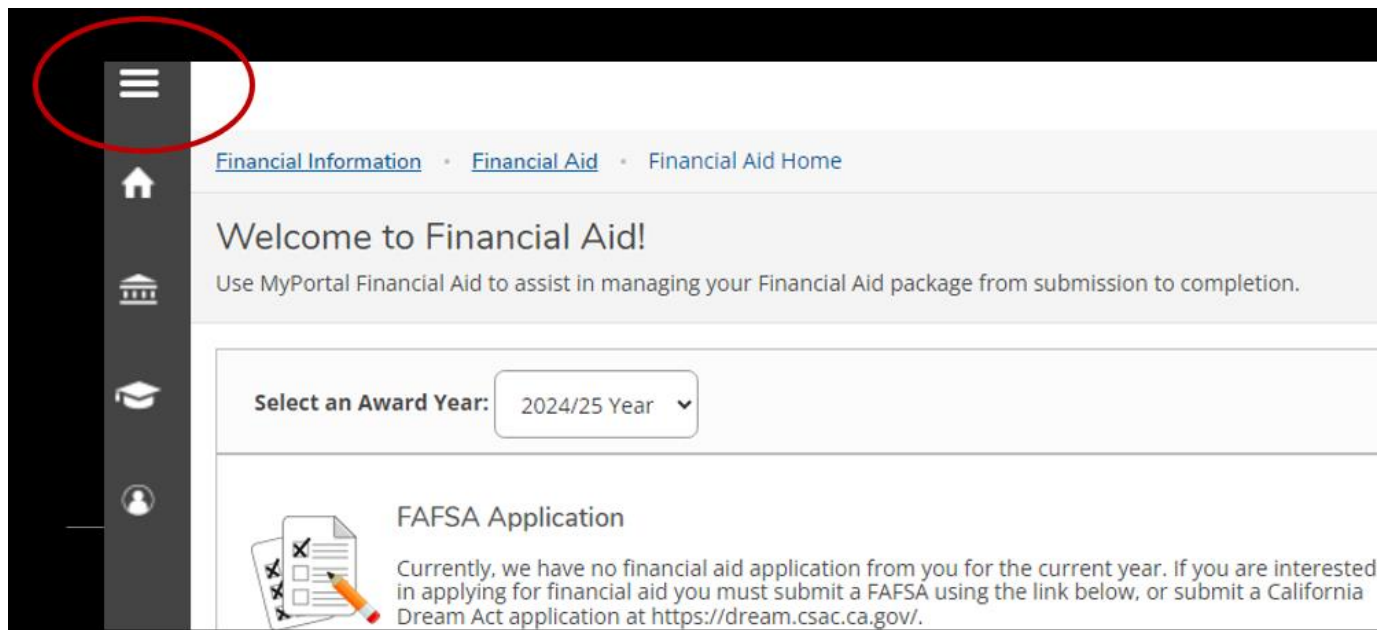 Financial Information • Financial Aid • Financial Aid Home
Welcome to Financial Aid!
Use MyPortal Financial Aid to assist in managing your Financial Aid package from submission to completion.
Select an Award Year: 2024/25 Year
FAFSA Application
Currently, we have no financial aid application from you for the current year. If you are interested
in applying for financial aid you must submit a FAFSA using the link below, or submit a California
Dream Act application at https://dream.csac.ca.gov/.